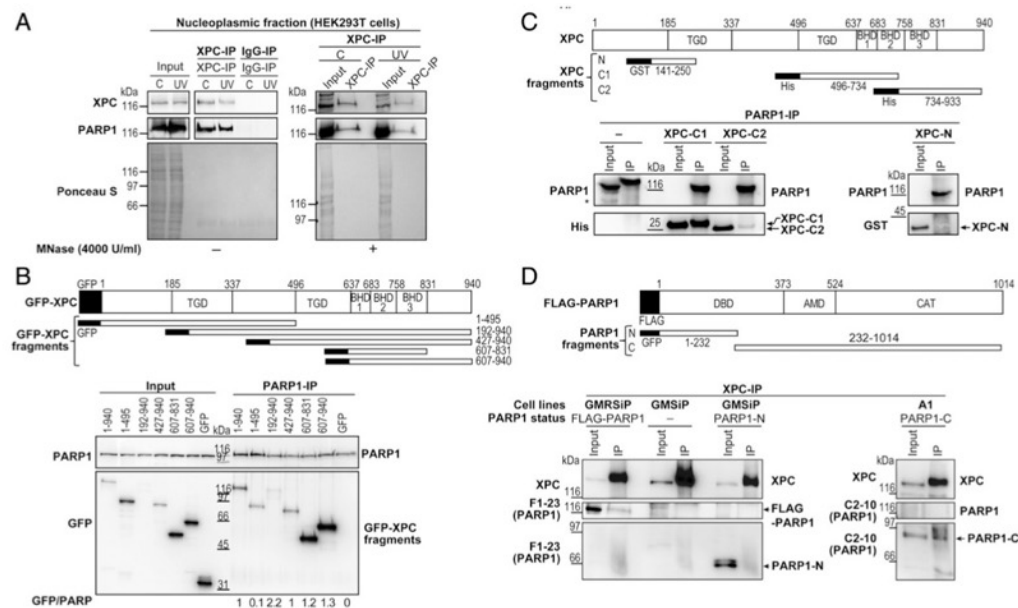 A
Nucleoplasmic fraction (HEK293T cells)
XPC-IP IgG-IP
Input XPC-IP IgG-IP
C UV C UV C UV
kDa
XPC
116
PARP1
116
Ponceau S
116
97
66
MNase (4000 U/ml) –
XPC-IP
C UV
Input XPC-IP Input XPC-IP
kDa
116
116
116
97
+
B
GFP 1 185 337 496 637 683 758 831 940
GFP-XPC TGD TGD BHD 1 BHD 2 BHD 3
GFP-XPC fragments
GFP
1-495
192-940
427-940
607-831
607-940
Input PARP1-IP
1-940 1-495 192-940 427-940 607-831 607-940 GFP kDa 1-940 1-495 192-940 427-940 607-831 607-940 GFP
PARP1 116 97 PARP1
GFP 116 97 66 45 31 GFP-XPC fragments
GFP/PARP 1 0.1 2.2 1 1.2 1.3 0
C
1 185 337 496 637 683 758 831 940
XPC TGD TGD BHD 1 BHD 2 BHD 3
XPC fragments
N
C1
C2
GST 141-250
His 496-734
His 734-933
PARP1-IP
– XPC-C1 XPC-C2 XPC-N
Input IP kDa Input IP Input IP kDa Input IP
PARP1 116 PARP1 PARP1 116 PARP1
*
45
His 25 XPC-C1
XPC-C2
GST XPC-N
D
1 373 524 1014
FLAG-PARP1 DBD AMD CAT
FLAG
PARP1 fragments
N
C
GFP 1-232
232-1014
XPC-IP
Cell lines GMRSiP GMSiP GMSiP A1
PARP1 status FLAG-PARP1 – PARP1-N PARP1-C
Input IP Input IP Input IP Input IP
kDa kDa
XPC 116 XPC XPC 116 XPC
F1-23 (PARP1) 116 FLAG-PARP1 C2-10 (PARP1) 116 PARP1
97 97
F1-23 (PARP1) 66 PARP1-N C2-10 (PARP1) 66 PARP1-C